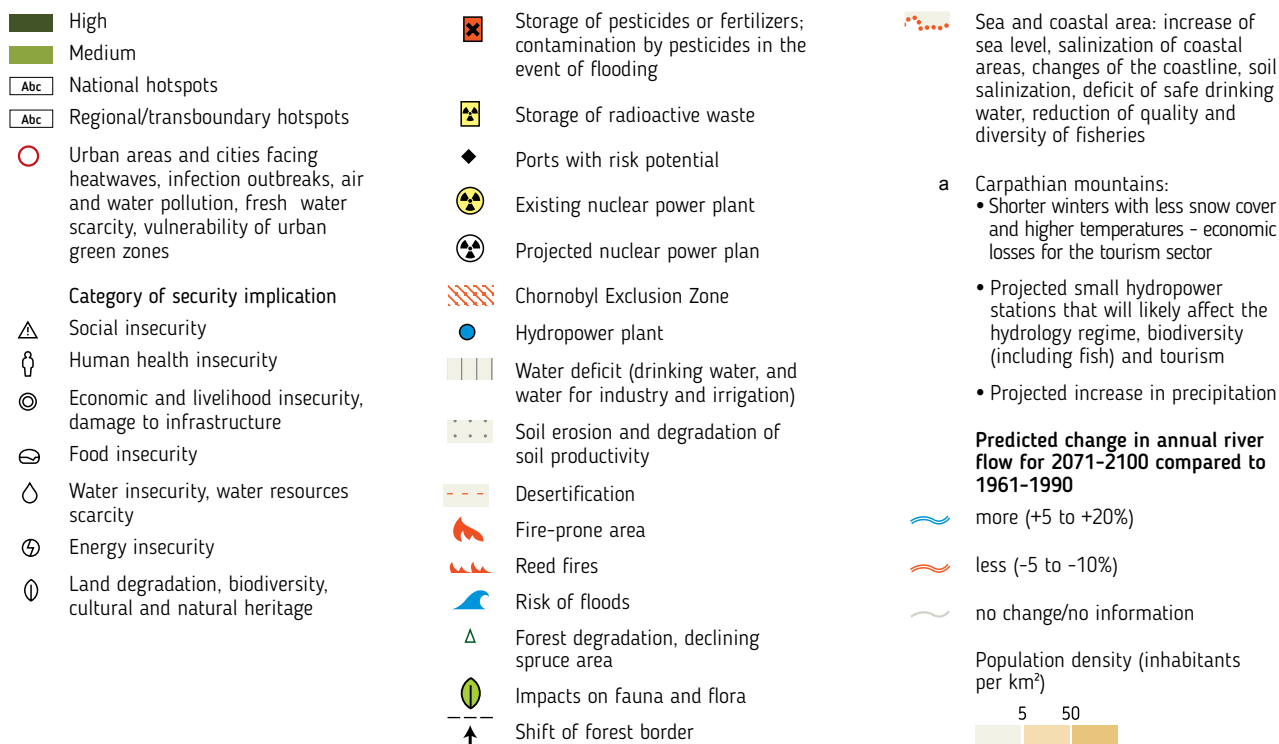 High
Medium
Abc National hotspots
Abc Regional/transboundary hotspots
Urban areas and cities facing
heatwaves, infection outbreaks, air
and water pollution, fresh water
scarcity, vulnerability of urban
green zones
Category of security implication
Social insecurity
Human health insecurity
Economic and livelihood insecurity,
damage to infrastructure
Food insecurity
Water insecurity, water resources
scarcity
Energy insecurity
Land degradation, biodiversity,
cultural and natural heritage
Storage of pesticides or fertilizers;
contamination by pesticides in the
event of flooding
Storage of radioactive waste
Ports with risk potential
Existing nuclear power plant
Projected nuclear power plan
Chornobyl Exclusion Zone
Hydropower plant
Water deficit (drinking water, and
water for industry and irrigation)
Soil erosion and degradation of
soil productivity
Desertification
Fire-prone area
Reed fires
Risk of floods
Forest degradation, declining
spruce area
Impacts on fauna and flora
Shift of forest border
Sea and coastal area: increase of
sea level, salinization of coastal
areas, changes of the coastline, soil
salinization, deficit of safe drinking
water, reduction of quality and
diversity of fisheries
a Carpathian mountains:
• Shorter winters with less snow cover
and higher temperatures - economic
losses for the tourism sector
• Projected small hydropower
stations that will likely affect the
hydrology regime, biodiversity
(including fish) and tourism
• Projected increase in precipitation
Predicted change in annual river
flow for 2071-2100 compared to
1961-1990
more (+5 to +20%)
less (-5 to -10%)
no change/no information
Population density (inhabitants
per km²)
5 50